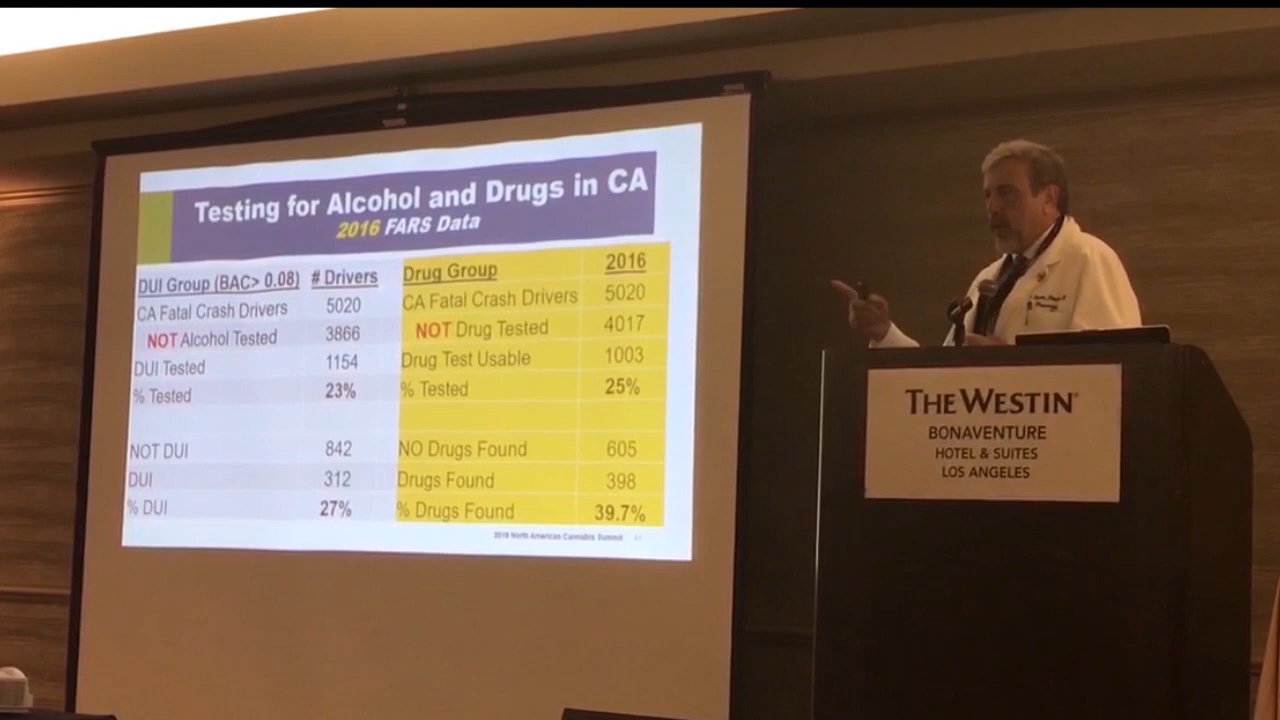 Testing for Alcohol and Drugs in CA
2016 FARS Data
DUI Group (BAC> 0.08) # Drivers
CA Fatal Crash Drivers 5020
NOT Alcohol Tested 3866
DUI Tested 1154
% Tested 23%
NOT DUI 842
DUI 312
% DUI 27%
Drug Group 2016
CA Fatal Crash Drivers 5020
NOT Drug Tested 4017
Drug Test Usable 1003
% Tested 25%
NO Drugs Found 605
Drugs Found 398
% Drugs Found 39.7%
2019 North American Cannabis Summit 41
THE WESTIN
BONAVENTURE
HOTEL & SUITES
LOS ANGELES